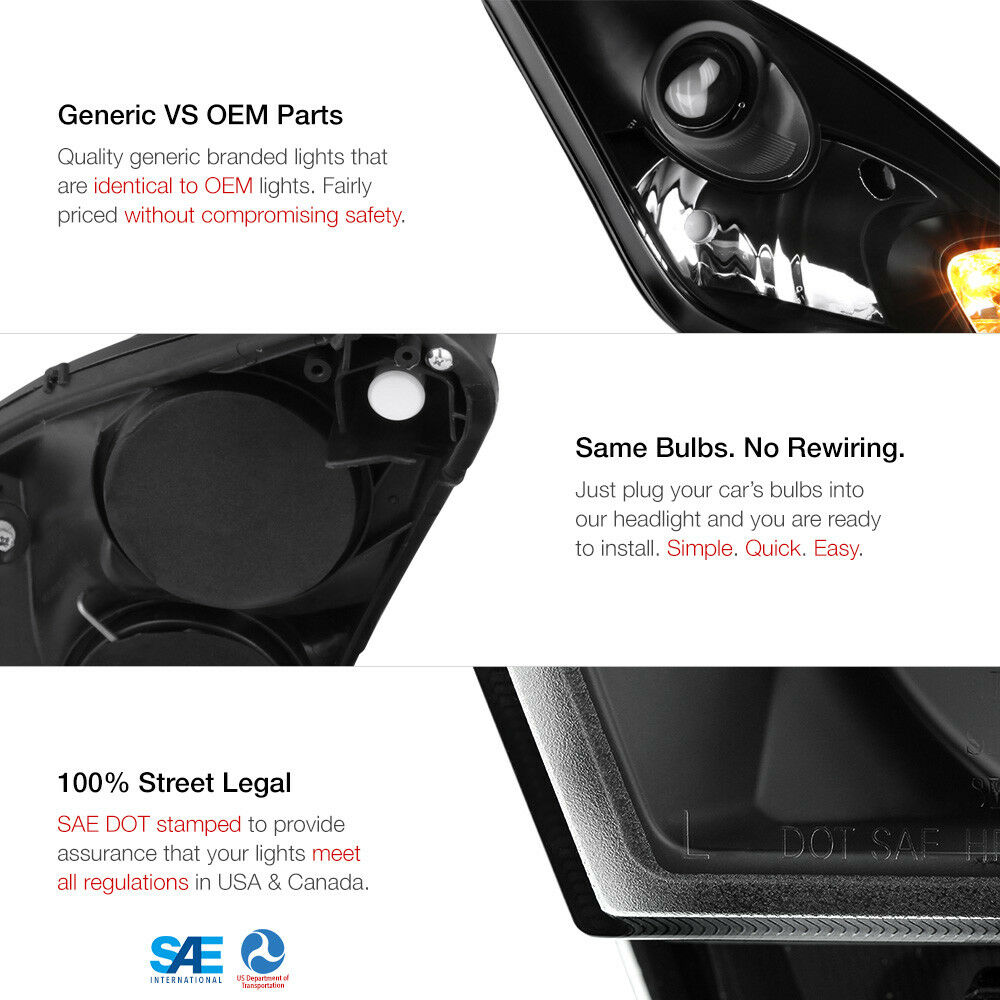 Generic VS OEM Parts
Quality generic branded lights that
are identical to OEM lights. Fairly
priced without compromising safety.
Same Bulbs. No Rewiring.
Just plug your car's bulbs into
our headlight and you are ready
to install. Simple. Quick. Easy.
100% Street Legal
SAE DOT stamped to provide
assurance that your lights meet
all regulations in USA & Canada.
L DOT SAE
SAE
INTERNATIONAL
US Department of
Transportation